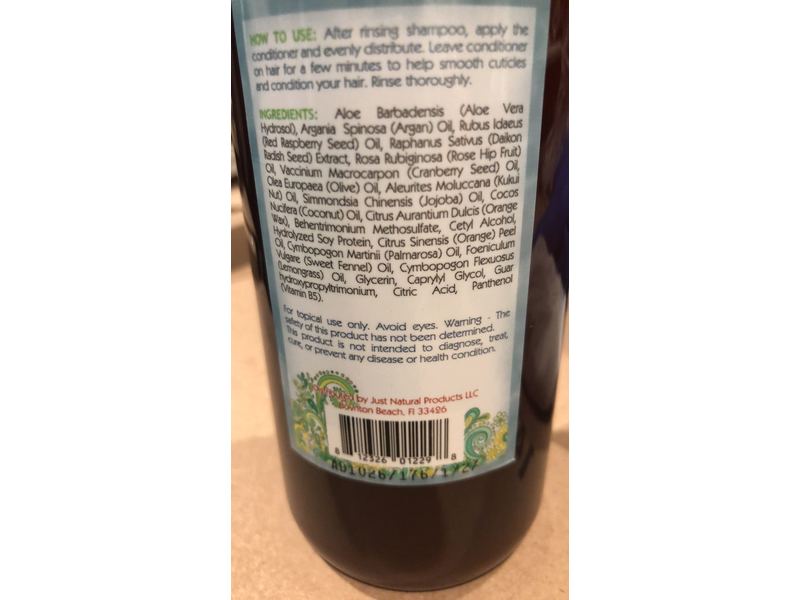 HOW TO USE: After rinsing shampoo, apply the
conditioner and evenly distribute. Leave conditioner
on hair for a few minutes to help smooth cuticles
and condition your hair. Rinse thoroughly.
INGREDIENTS: Aloe Barbadensis (Aloe Vera
Hydrosol), Argania Spinosa (Argan) Oil, Rubus Idaeus
(Red Raspberry Seed) Oil, Raphanus Sativus (Daikon
Radish Seed) Extract, Rosa Rubiginosa (Rose Hip Fruit)
Oil, Vaccinium Macrocarpon (Cranberry Seed) Oil,
Olea Europaea (Olive) Oil, Aleurites Moluccana (Kukui
Nut) Oil, Simmondsia Chinensis (Jojoba) Oil, Cocos
Nucifera (Coconut) Oil, Citrus Aurantium Dulcis (Orange
Wax), Behentrimonium Methosulfate, Cetyl Alcohol,
Hydrolyzed Soy Protein, Citrus Sinensis (Orange) Peel
Oil, Cymbopogon Martinii (Palmarosa) Oil, Foeniculum
Vulgare (Sweet Fennel) Oil, Cymbopogon Flexuosus
(Lemongrass) Oil, Glycerin, Caprylyl Glycol, Guar
hydroxypropyltrimonium, Citric Acid, Panthenol
(Vitamin B5).
For topical use only. Avoid eyes. Warning - The
safety of this product has not been determined.
This product is not intended to diagnose, treat,
cure, or prevent any disease or health condition.
Distributed by Just Natural Products LLC
Boynton Beach, Fl 33426
8 12326 01229 8